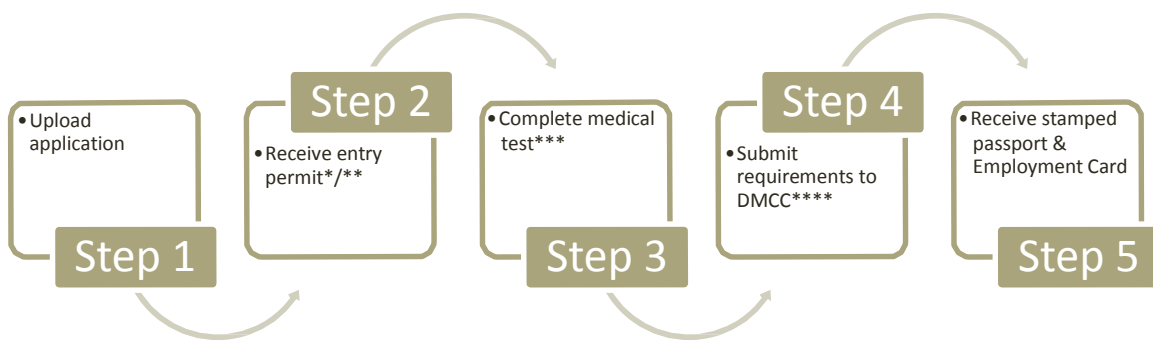 • Upload
application
Step 1
Step 2
• Receive entry
permit*/**
• Complete medical
test***
Step 3
Step 4
• Submit
requirements to
DMCC****
• Receive stamped
passport &
Employment Card
Step 5